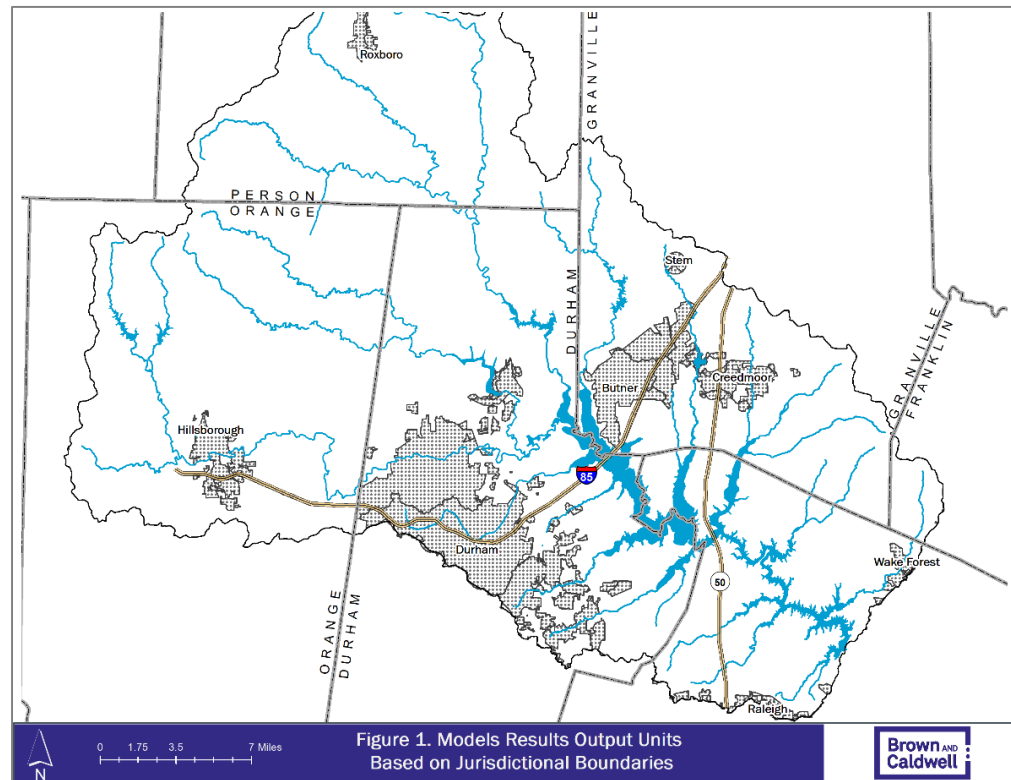 Roxboro
GRANVILLE
PERSON
ORANGE
Stem
DURHAM
GRANVILLE
FRANKLIN
Butner
Creedmoor
Hillsborough
85
Durham
Wake Forest
50
ORANGE
DURHAM
Raleigh
N
0 1.75 3.5 7 Miles
Figure 1. Models Results Output Units
Based on Jurisdictional Boundaries
Brown AND
Caldwell